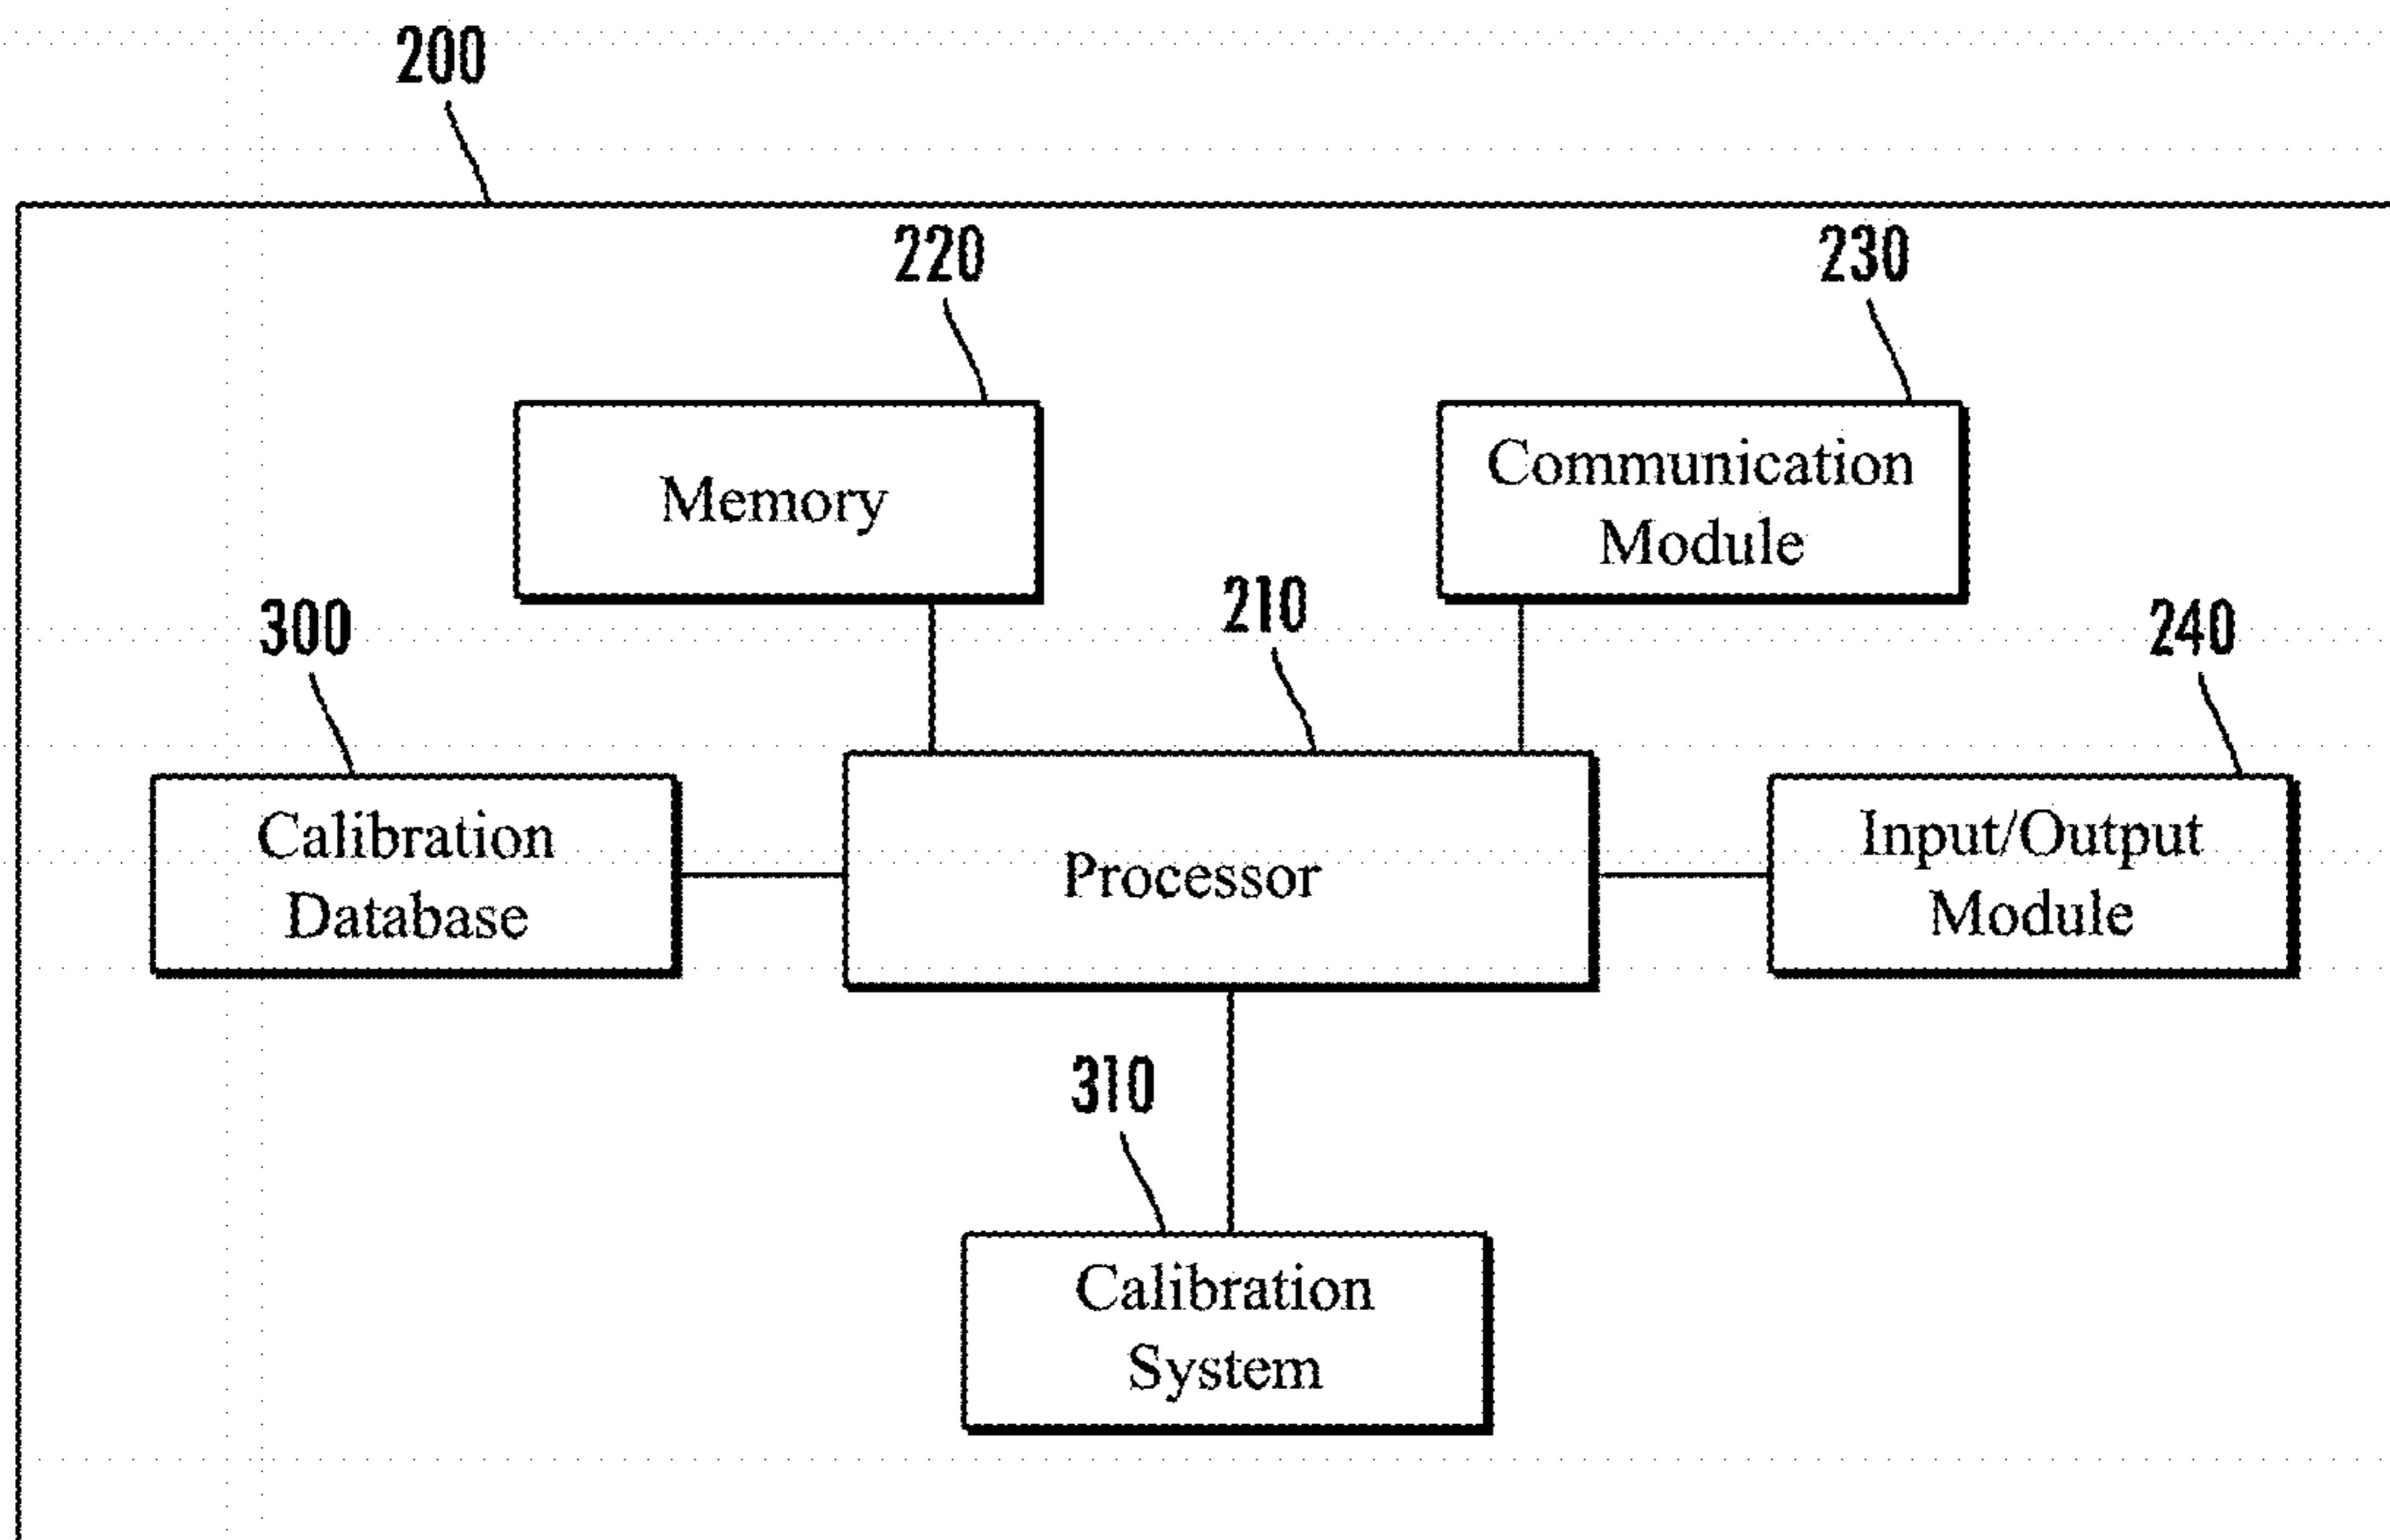 200
220
230
Memory
Communication
Module
300
210
240
Calibration
Database
Processor
Input/Output
Module
310
Calibration
System